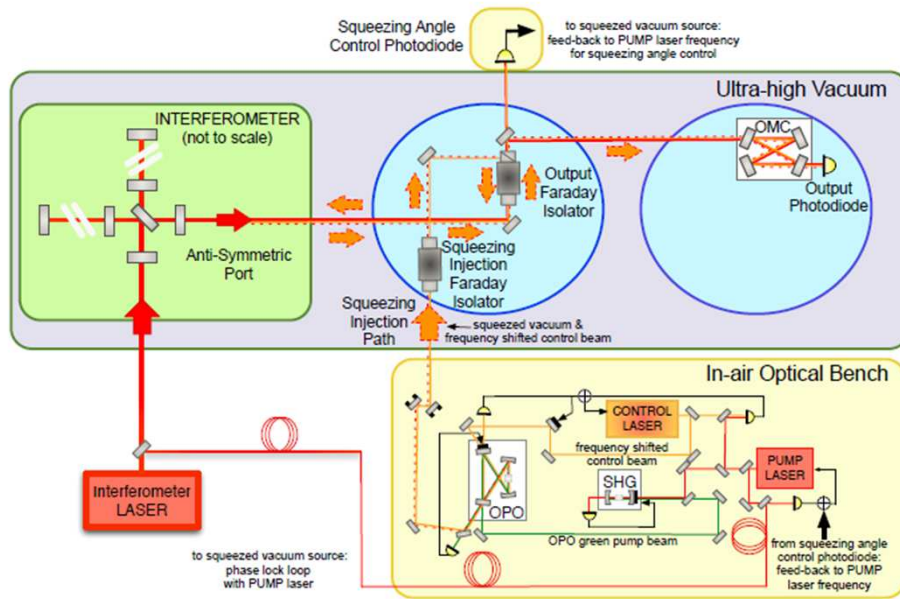 Squeezing Angle
Control Photodiode
to squeezed vacuum source:
feed-back to PUMP laser frequency
for squeezing angle control
Ultra-high Vacuum
INTERFEROMETER
(not to scale)
OMC
Output
Faraday
Isolator
Output
Photodiode
Anti-Symmetric
Port
Squeezing
Injection
Faraday
Isolator
Squeezing
Injection
Path
squeezed vacuum &
frequency shifted control beam
In-air Optical Bench
CONTROL
LASER
frequency shifted
control beam
PUMP
LASER
SHG
Interferometer
LASER
OPO
OPO green pump beam
to squeezed vacuum source:
phase lock loop
with PUMP laser
from squeezing angle
control photodiode:
feed-back to PUMP
laser frequency